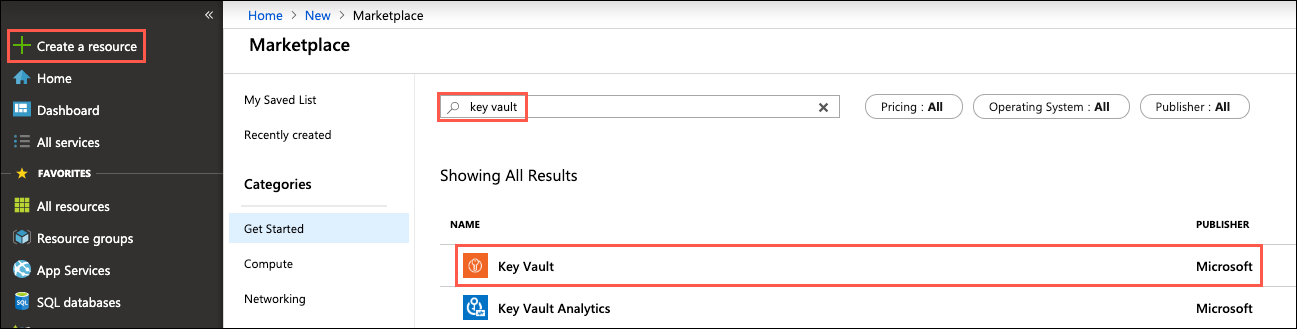 «
Create a resource
Home
Dashboard
All services
FAVORITES
All resources
Resource groups
App Services
SQL databases
SQL
Home > New > Marketplace
Marketplace
My Saved List
Recently created
Categories
Get Started
Compute
Networking
key vault
Pricing : All Operating System : All Publisher : All
Showing All Results
NAME PUBLISHER
Key Vault Microsoft
Key Vault Analytics Microsoft